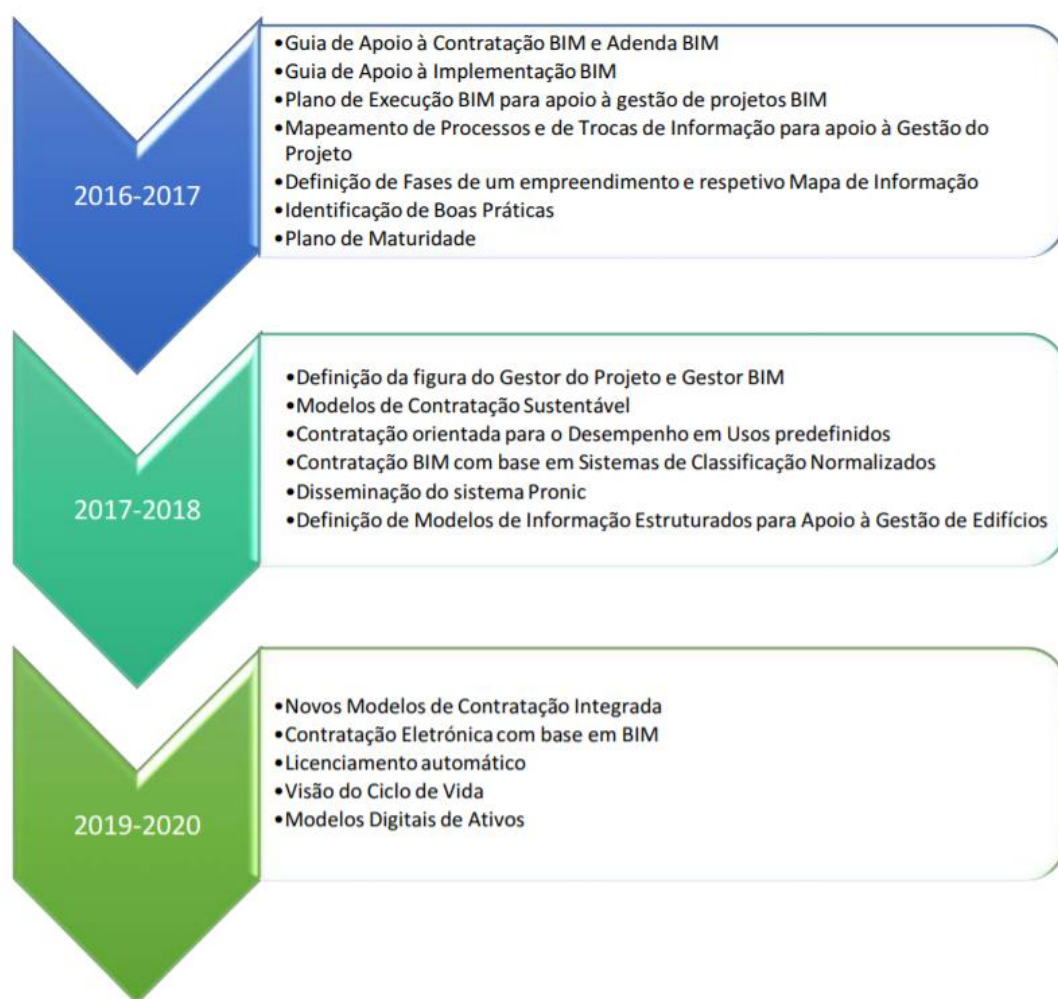 2016-2017
•Guia de Apoio à Contratação BIM e Adenda BIM
•Guia de Apoio à Implementação BIM
•Plano de Execução BIM para apoio à gestão de projetos BIM
•Mapeamento de Processos e de Trocas de Informação para apoio à Gestão do
Projeto
•Definição de Fases de um empreendimento e respetivo Mapa de Informação
•Identificação de Boas Práticas
•Plano de Maturidade
2017-2018
•Definição da figura do Gestor do Projeto e Gestor BIM
•Modelos de Contratação Sustentável
•Contratação orientada para o Desempenho em Usos predefinidos
•Contratação BIM com base em Sistemas de Classificação Normalizados
•Disseminação do sistema Pronic
•Definição de Modelos de Informação Estruturados para Apoio à Gestão de Edifícios
2019-2020
•Novos Modelos de Contratação Integrada
•Contratação Eletrónica com base em BIM
•Licenciamento automático
•Visão do Ciclo de Vida
•Modelos Digitais de Ativos